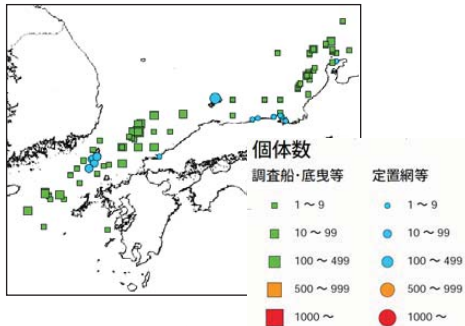 個体数
調査船・底曳等 定置網等
1 ～ 9 1 ～ 9
10 ～ 99 10 ～ 99
100 ～ 499 100 ～ 499
500 ～ 999 500 ～ 999
1000 ～ 1000 ～